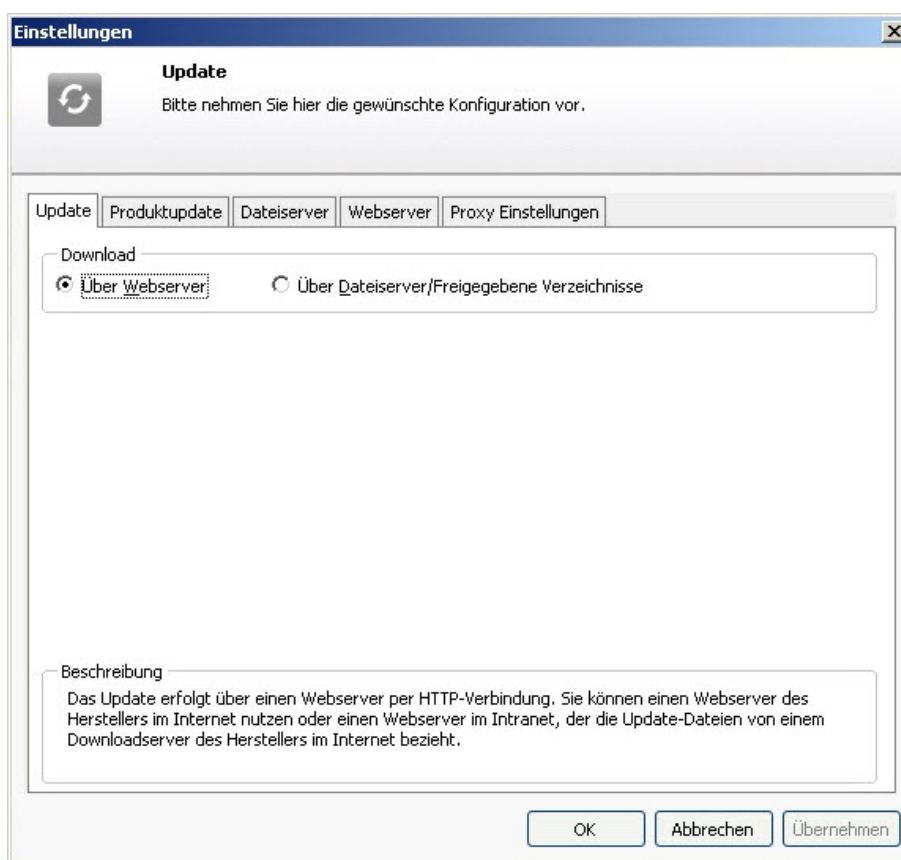 Einstellungen
Update
Bitte nehmen Sie hier die gewünschte Konfiguration vor.
Update Produktupdate Dateiserver Webserver Proxy Einstellungen
Download
Über Webserver Über Dateiserver/Freigegebene Verzeichnisse
Beschreibung
Das Update erfolgt über einen Webserver per HTTP-Verbindung. Sie können einen Webserver des
Herstellers im Internet nutzen oder einen Webserver im Intranet, der die Update-Dateien von einem
Downloadserver des Herstellers im Internet bezieht.
OK Abbrechen Übernehmen